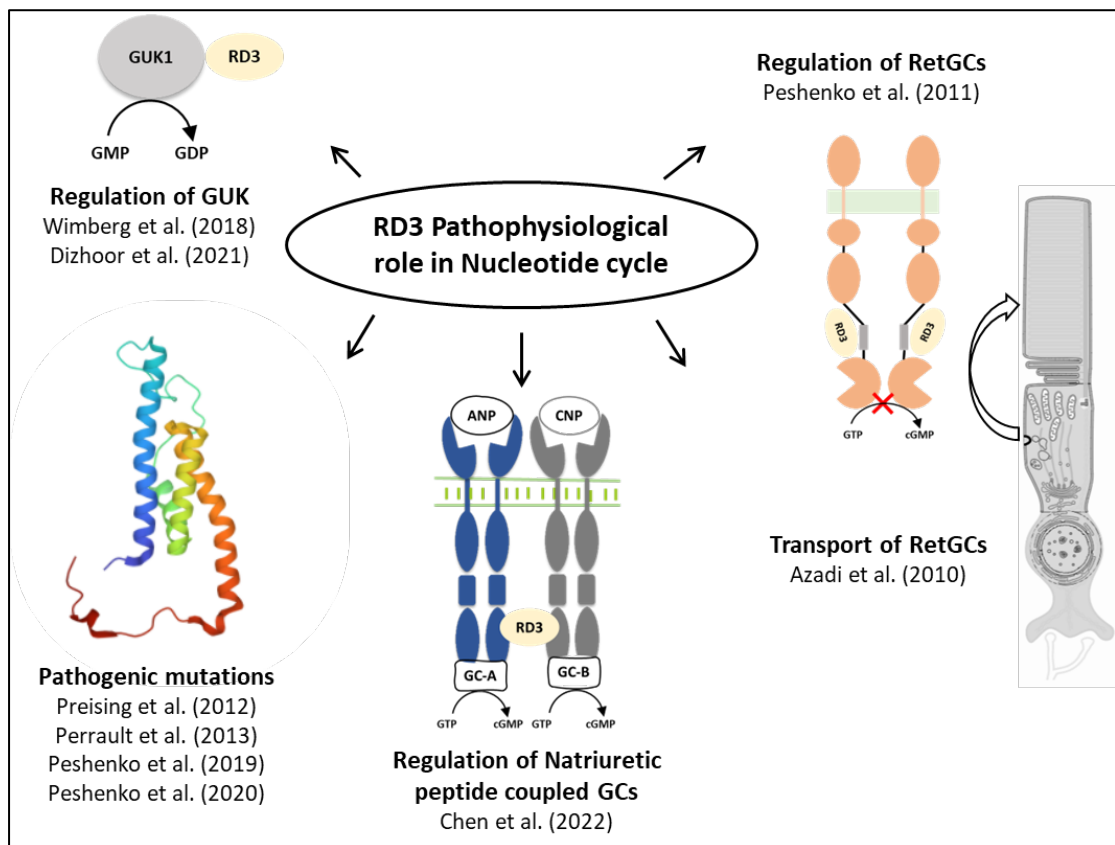 GUK1
RD3
GMP
GDP
Regulation of GUK
Wimberg et al. (2018)
Dizhoor et al. (2021)
RD3 Pathophysiological
role in Nucleotide cycle
Regulation of RetGCs
Peshenko et al. (2011)
RD3
RD3
GTP
cGMP
Transport of RetGCs
Azadi et al. (2010)
Pathogenic mutations
Preising et al. (2012)
Perrault et al. (2013)
Peshenko et al. (2019)
Peshenko et al. (2020)
ANP
CNP
RD3
GC-A
GC-B
GTP
cGMP
GTP
cGMP
Regulation of Natriuretic
peptide coupled GCs
Chen et al. (2022)